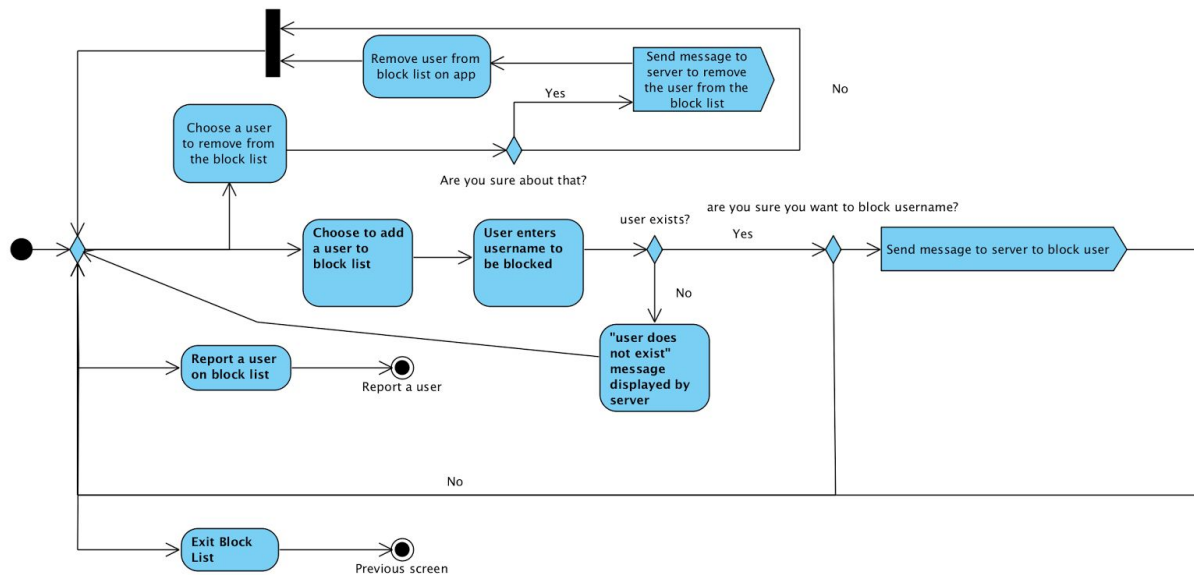 Remove user from
block list on app
Send message to
server to remove
the user from the
block list
Yes
No
Choose a user
to remove from
the block list
Are you sure about that?
are you sure you want to block username?
user exists?
Choose to add
a user to
block list
User enters
username to
be blocked
Yes
Send message to server to block user
No
"user does
not exist"
message
displayed by
server
Report a user
on block list
Report a user
No
Exit Block
List
Previous screen